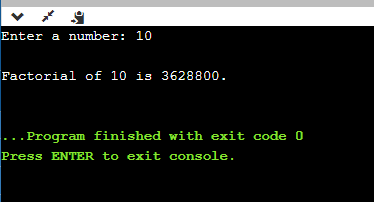 Enter a number: 10
Factorial of 10 is 3628800.
...Program finished with exit code 0
Press ENTER to exit console.